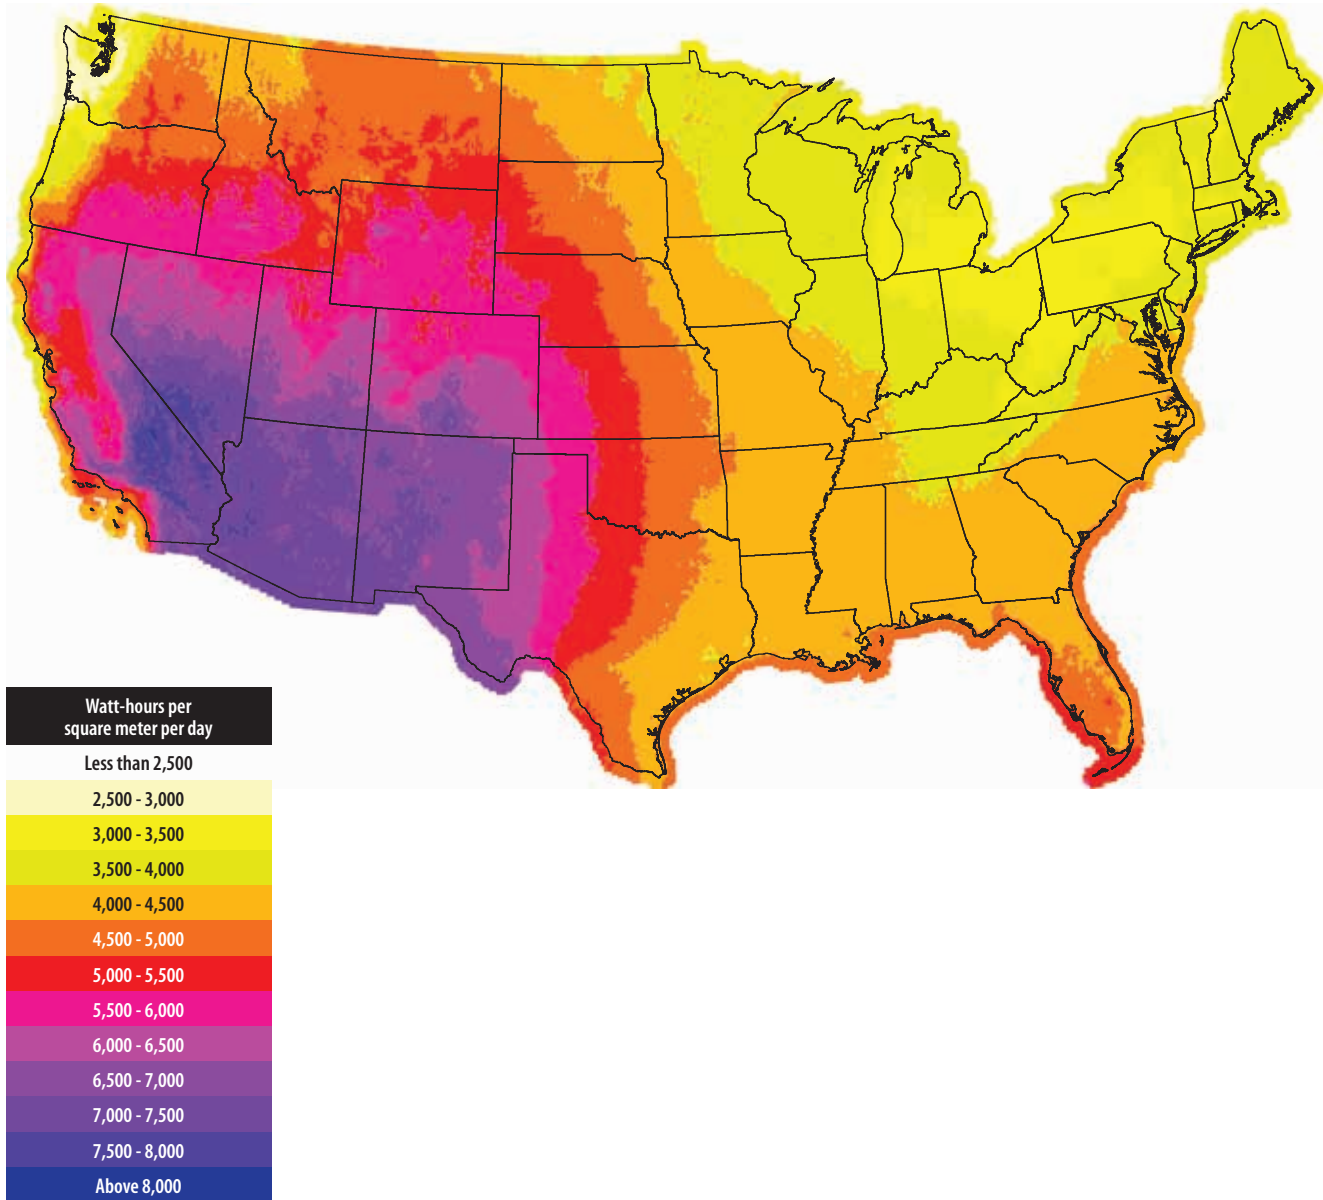 Watt-hours per
square meter per day
Less than 2,500
2,500 - 3,000
3,000 - 3,500
3,500 - 4,000
4,000 - 4,500
4,500 - 5,000
5,000 - 5,500
5,500 - 6,000
6,000 - 6,500
6,500 - 7,000
7,000 - 7,500
7,500 - 8,000
Above 8,000